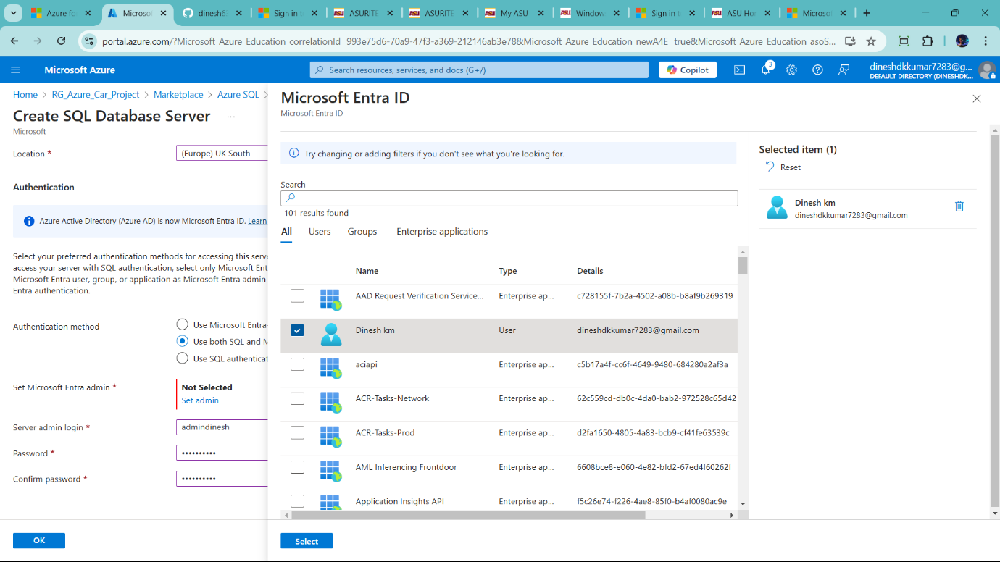 Azure fo
Microsof
dinesh6
Sign in t
ASURITE
ASURITE
My ASU
Window
Sign in t
ASU Hor
Microsof
portal.azure.com/?Microsoft_Azure_Education_correlationId=993e75d6-70a9-47f3-a369-212146ab3e78&Microsoft_Azure_Education_newA4E=true&Microsoft_Azure_Education_asoS...
Microsoft Azure
Search resources, services, and docs (G+/)
Copilot
3
dineshdkkumar7283@g...
DEFAULT DIRECTORY (DINESHDK...
Home > RG_Azure_Car_Project > Marketplace > Azure SQL >
Create SQL Database Server ...
Microsoft
Location *
(Europe) UK South
Authentication
Azure Active Directory (Azure AD) is now Microsoft Entra ID. Learn
Select your preferred authentication methods for accessing this serve
access your server with SQL authentication, select only Microsoft Ent
Microsoft Entra user, group, or application as Microsoft Entra admin
Entra authentication.
Authentication method
Use Microsoft Entra-
Use both SQL and M
Use SQL authenticat
Set Microsoft Entra admin *
Not Selected
Set admin
Server admin login *
admindinesh
Password *
••••••••••
Confirm password *
••••••••••
OK
Microsoft Entra ID
Microsoft Entra ID
Try changing or adding filters if you don't see what you're looking for.
Search
101 results found
All Users Groups Enterprise applications
Name Type Details
AAD Request Verification Service... Enterprise ap... c728155f-7b2a-4502-a08b-b8af9b269319
Dinesh km User dineshdkkumar7283@gmail.com
aciapi Enterprise ap... c5b17a4f-cc6f-4649-9480-684280a2af3a
ACR-Tasks-Network Enterprise ap... 62c559cd-db0c-4da0-bab2-972528c65d42
ACR-Tasks-Prod Enterprise ap... d2fa1650-4805-4a83-bcb9-cf41fe63539c
AML Inferencing Frontdoor Enterprise ap... 6608bce8-e060-4e82-bfd2-67ed4f60262f
Application Insights API Enterprise ap... f5c26e74-f226-4ae8-85f0-b4af0080ac9e
Select
Selected item (1)
Reset
Dinesh km
dineshdkkumar7283@gmail.com